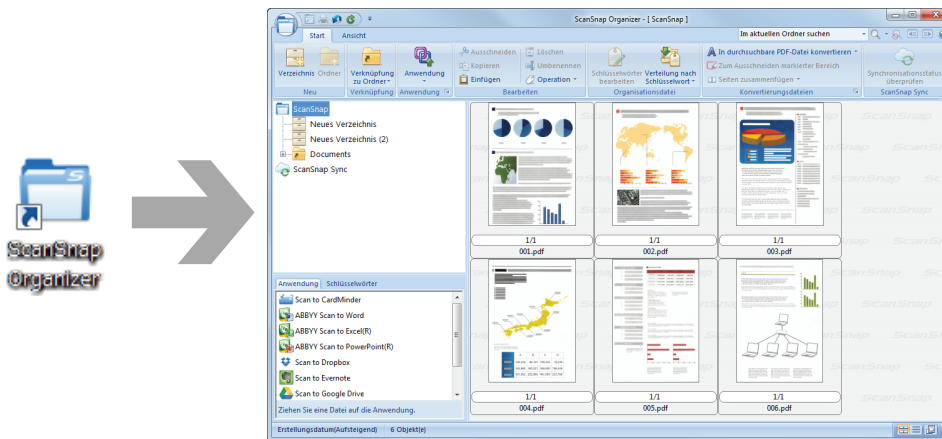 ScanSnap
Organizer
ScanSnap Organizer - [ ScanSnap ]
Start Ansicht
Im aktuellen Ordner suchen
Verzeichnis Ordner
Neu
Verknüpfung
zu Ordner
Verknüpfung
Anwendung
Anwendung
Ausschneiden
Kopieren
Einfügen
Löschen
Umbenennen
Operation
Bearbeiten
Schlüsselwörter
bearbeiten
Verteilung nach
Schlüsselwort
Organisationsdatei
In durchsuchbare PDF-Datei konvertieren
Zum Ausschneiden markierter Bereich
Seiten zusammenfügen
Konvertierungsdateien
Synchronisationsstatus
überprüfen
ScanSnap Sync
ScanSnap
Neues Verzeichnis
Neues Verzeichnis (2)
Documents
ScanSnap Sync
Anwendung Schlüsselwörter
Scan to CardMinder
ABBYY Scan to Word
ABBYY Scan to Excel(R)
ABBYY Scan to PowerPoint(R)
Scan to Dropbox
Scan to Evernote
Scan to Google Drive
Ziehen Sie eine Datei auf die Anwendung.
1/1 1/1 1/1
001.pdf 002.pdf 003.pdf
1/1 1/1 1/1
004.pdf 005.pdf 006.pdf
Erstellungsdatum(Aufsteigend) 6 Objekt(e)